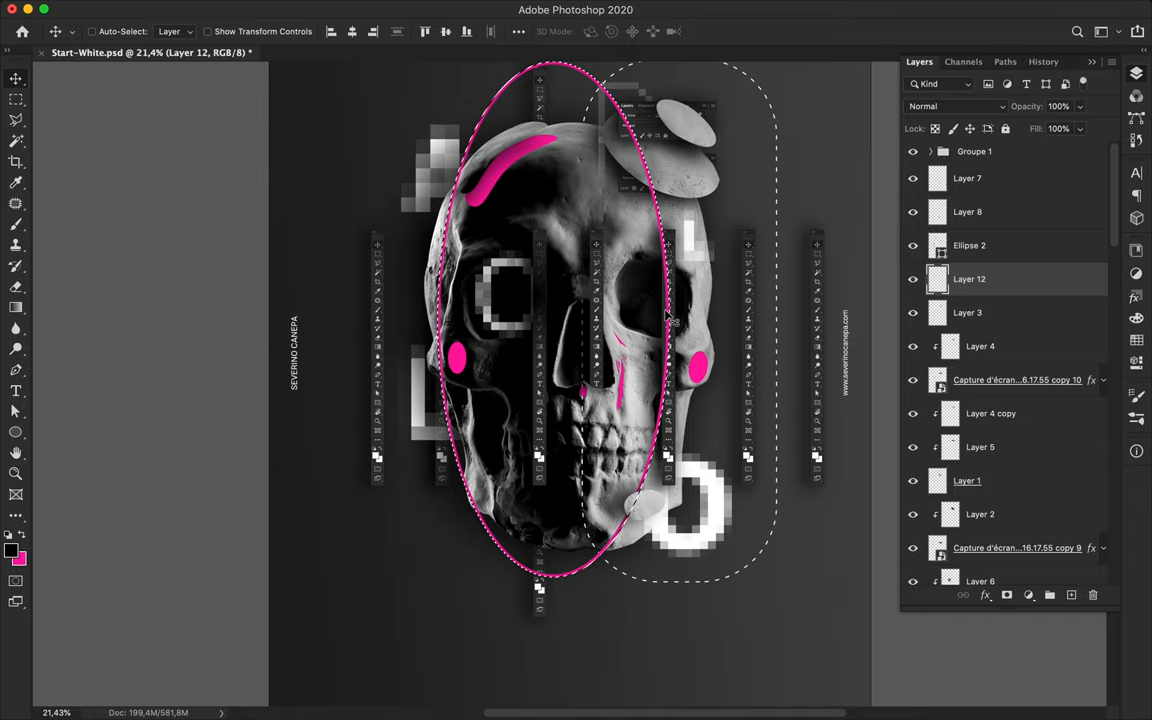 Adobe Photoshop 2020
Auto-Select: Layer Show Transform Controls 3D Mode:
Start-White.psd @ 21,4% (Layer 12, RGB/8) *
Layers Channels Paths History
Kind
Normal Opacity: 100%
Lock: Fill: 100%
Groupe 1
Layer 7
Layer 8
Ellipse 2
Layer 12
Layer 3
Layer 4
Capture d'écran...6.17.55 copy 10 fx
Layer 4 copy
Layer 5
Layer 1
Layer 2
Capture d'écran...16.17.55 copy 9 fx
Layer 6
SEVERINO CANEPA
www.severinocanepa.com
21,43% Doc: 199,4M/581,8M